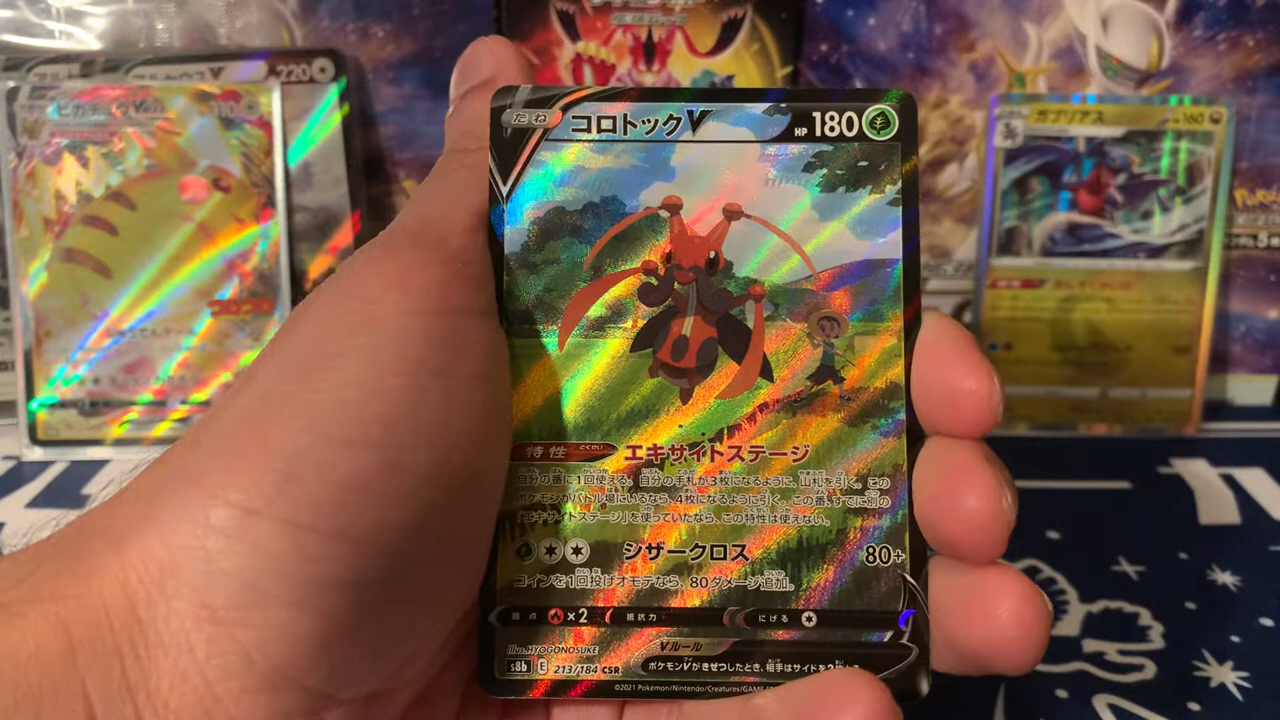 たね
コロトックV
HP 180
特性
とくせい
エキサイトステージ
自分の番に1回使える。自分の手札が3枚になるように、山札を引く。この
ポケモンがバトル場にいるなら、4枚になるように引く。この番、すでに別の
「エキサイトステージ」を使っていたなら、この特性は使えない。
シザークロス 80+
コインを1回投げオモテなら、80ダメージ追加。
弱点 ×2 抵抗力 にげる
Illus. HYOGONOSUKE
Vルール
s8b E 213/184 CSR
ポケモンVがきぜつしたとき、相手はサイドを2
©2021 Pokémon/Nintendo/Creatures/GAME
220
110
ガブリアス
160